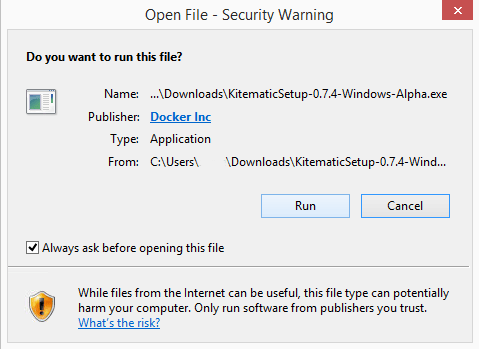 Open File - Security Warning
Do you want to run this file?
Name: ...\Downloads\KitematicSetup-0.7.4-Windows-Alpha.exe
Publisher: Docker Inc
Type: Application
From: C:\Users\ \Downloads\KitematicSetup-0.7.4-Wind...
Run Cancel
Always ask before opening this file
While files from the Internet can be useful, this file type can potentially
harm your computer. Only run software from publishers you trust.
What's the risk?